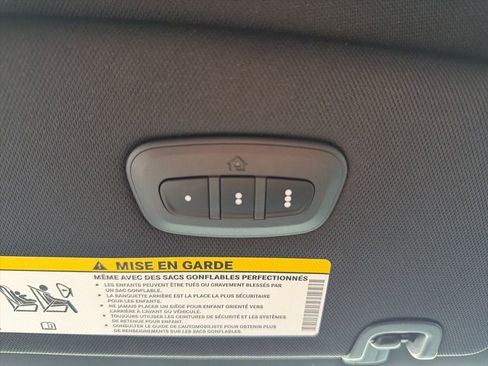 MISE EN GARDE
MÊME AVEC DES SACS GONFLABLES PERFECTIONNÉS
• LES ENFANTS PEUVENT ÊTRE TUÉS OU GRAVEMENT BLESSÉS PAR
UN SAC GONFLABLE.
• LA BANQUETTE ARRIÈRE EST LA PLACE LA PLUS SÉCURITAIRE
POUR LES ENFANTS.
• NE JAMAIS PLACER UN SIÈGE POUR ENFANT ORIENTÉ VERS
L'ARRIÈRE À L'AVANT DU VÉHICULE.
• TOUJOURS UTILISER LES CEINTURES DE SÉCURITÉ ET LES SYSTÈMES
DE RETENUE POUR ENFANT.
• CONSULTER LE GUIDE DE L'AUTOMOBILISTE POUR OBTENIR PLUS
DE RENSEIGNEMENTS SUR LES SACS GONFLABLES.